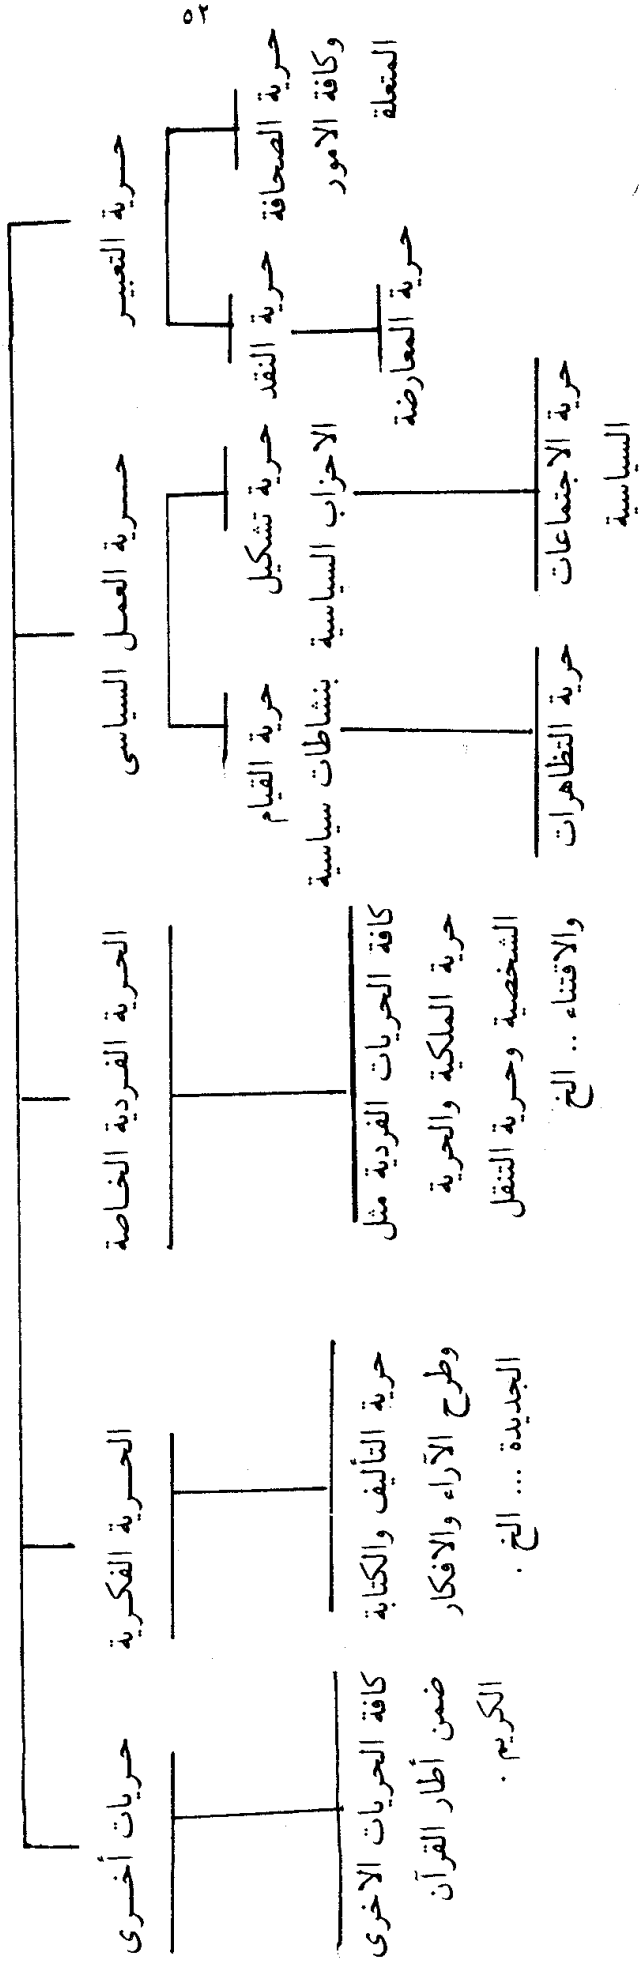 ٥٢
حرية التعبير
حرية الصحافة
وكافة الامور
المتعلة
حرية النقد
حرية المعارضة
حرية العمل السياسى
حرية تشكيل
الاحزاب السياسية
حرية الاجتماعات
السياسية
حرية القيام
بنشاطات سياسية
حرية التظاهرات
الحرية الفردية الخاصة
كافة الحريات الفردية مثل
حرية الملكية والحرية
الشخصية وحرية التنقل
والاقتناء .. الخ
الحرية الفكرية
حرية التأليف والكتابة
وطرح الآراء والافكار
الجديدة ... الخ .
حريات أخرى
كافة الحريات الاخرى
ضمن أطار القرآن
الكريم .